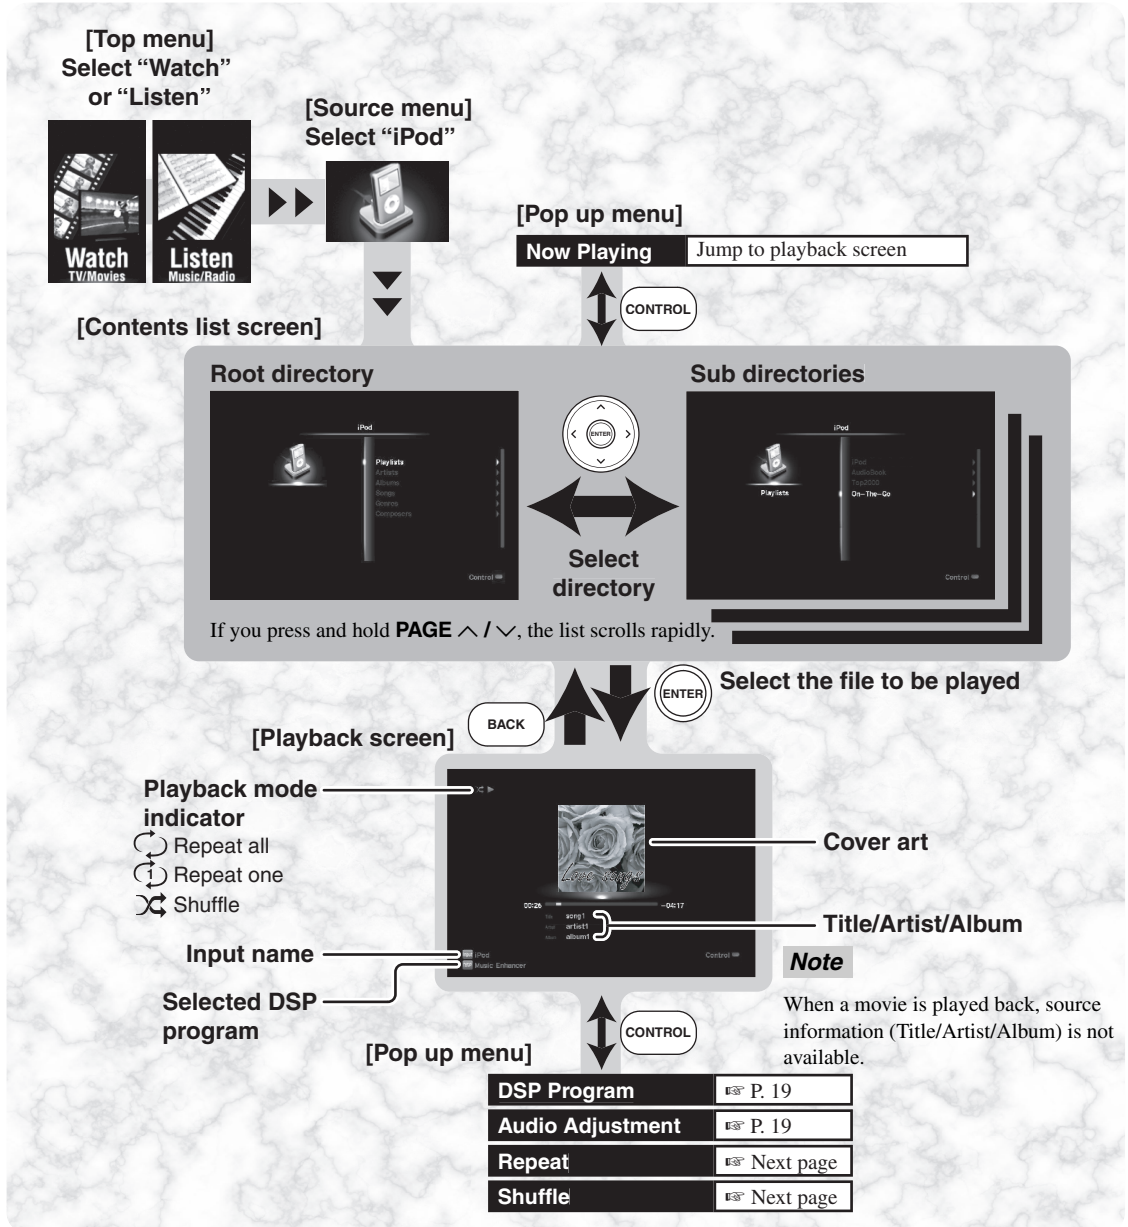 [Top menu]
Select “Watch”
or “Listen”
[Source menu]
Select “iPod”
Watch
TV/Movies
Listen
Music/Radio
[Pop up menu]
Now Playing
Jump to playback screen
CONTROL
[Contents list screen]
Root directory
iPod
Playlists
Artists
Albums
Songs
Genres
Composers
Control
ENTER
Select
directory
Sub directories
iPod
Playlists
iPod
AudioBook
Top2000
On-The-Go
Control
If you press and hold PAGE ︿ / ﹀, the list scrolls rapidly.
BACK
ENTER
Select the file to be played
[Playback screen]
Playback mode
indicator
Repeat all
1 Repeat one
Shuffle
Input name
Selected DSP
program
Love songs
00:26
-04:17
song1
artist1
album1
iPod
Music Enhancer
Control
Cover art
Title/Artist/Album
Note
When a movie is played back, source
information (Title/Artist/Album) is not
available.
CONTROL
[Pop up menu]
DSP Program ☞ P. 19
Audio Adjustment ☞ P. 19
Repeat ☞ Next page
Shuffle ☞ Next page